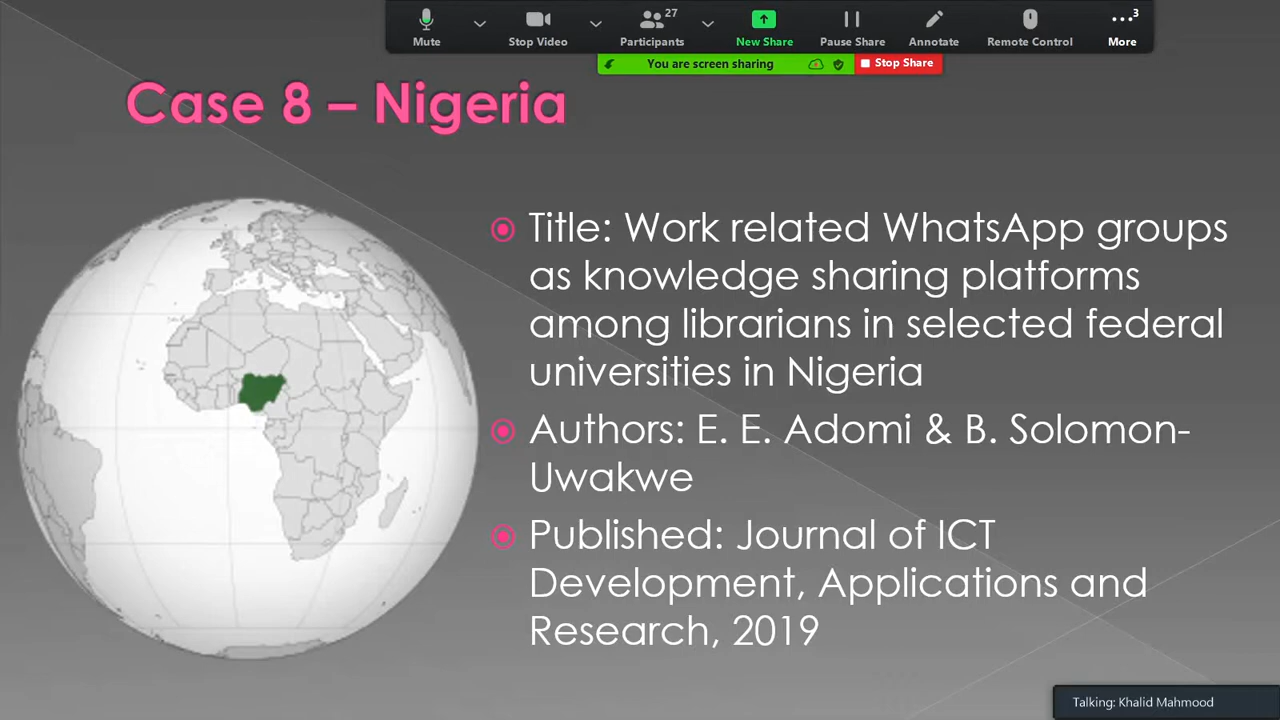 27
3
Mute
Stop Video
Participants
New Share
Pause Share
Annotate
Remote Control
More
You are screen sharing
Stop Share
Case 8 – Nigeria
Title: Work related WhatsApp groups
as knowledge sharing platforms
among librarians in selected federal
universities in Nigeria
Authors: E. E. Adomi & B. Solomon-
Uwakwe
Published: Journal of ICT
Development, Applications and
Research, 2019
Talking: Khalid Mahmood